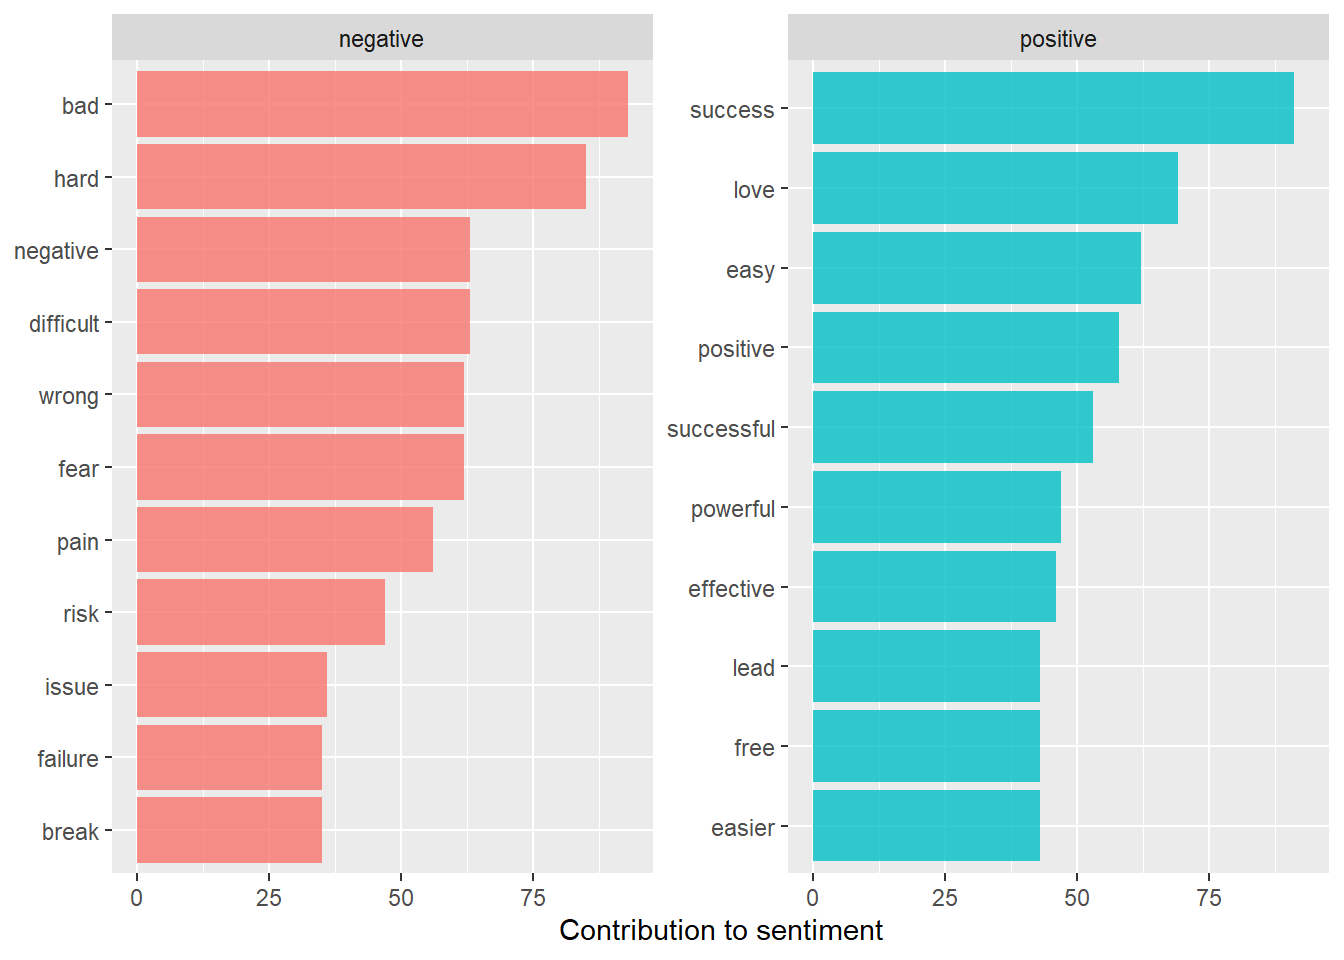 negative
bad
hard
negative
difficult
wrong
fear
pain
risk
issue
failure
break
0 25 50 75
positive
success
love
easy
positive
successful
powerful
effective
lead
free
easier
0 25 50 75
Contribution to sentiment